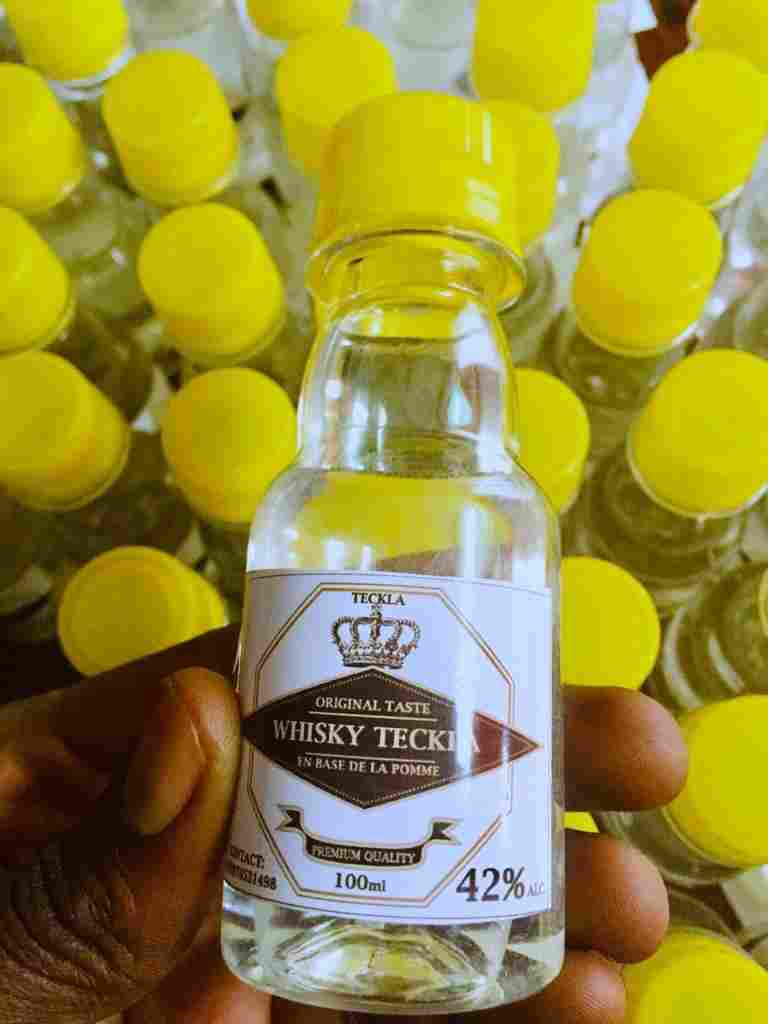 TECKLA
ORIGINAL TASTE
WHISKY TECKLA
EN BASE DE LA POMME
PREMIUM QUALITY
100ml
42% ALC